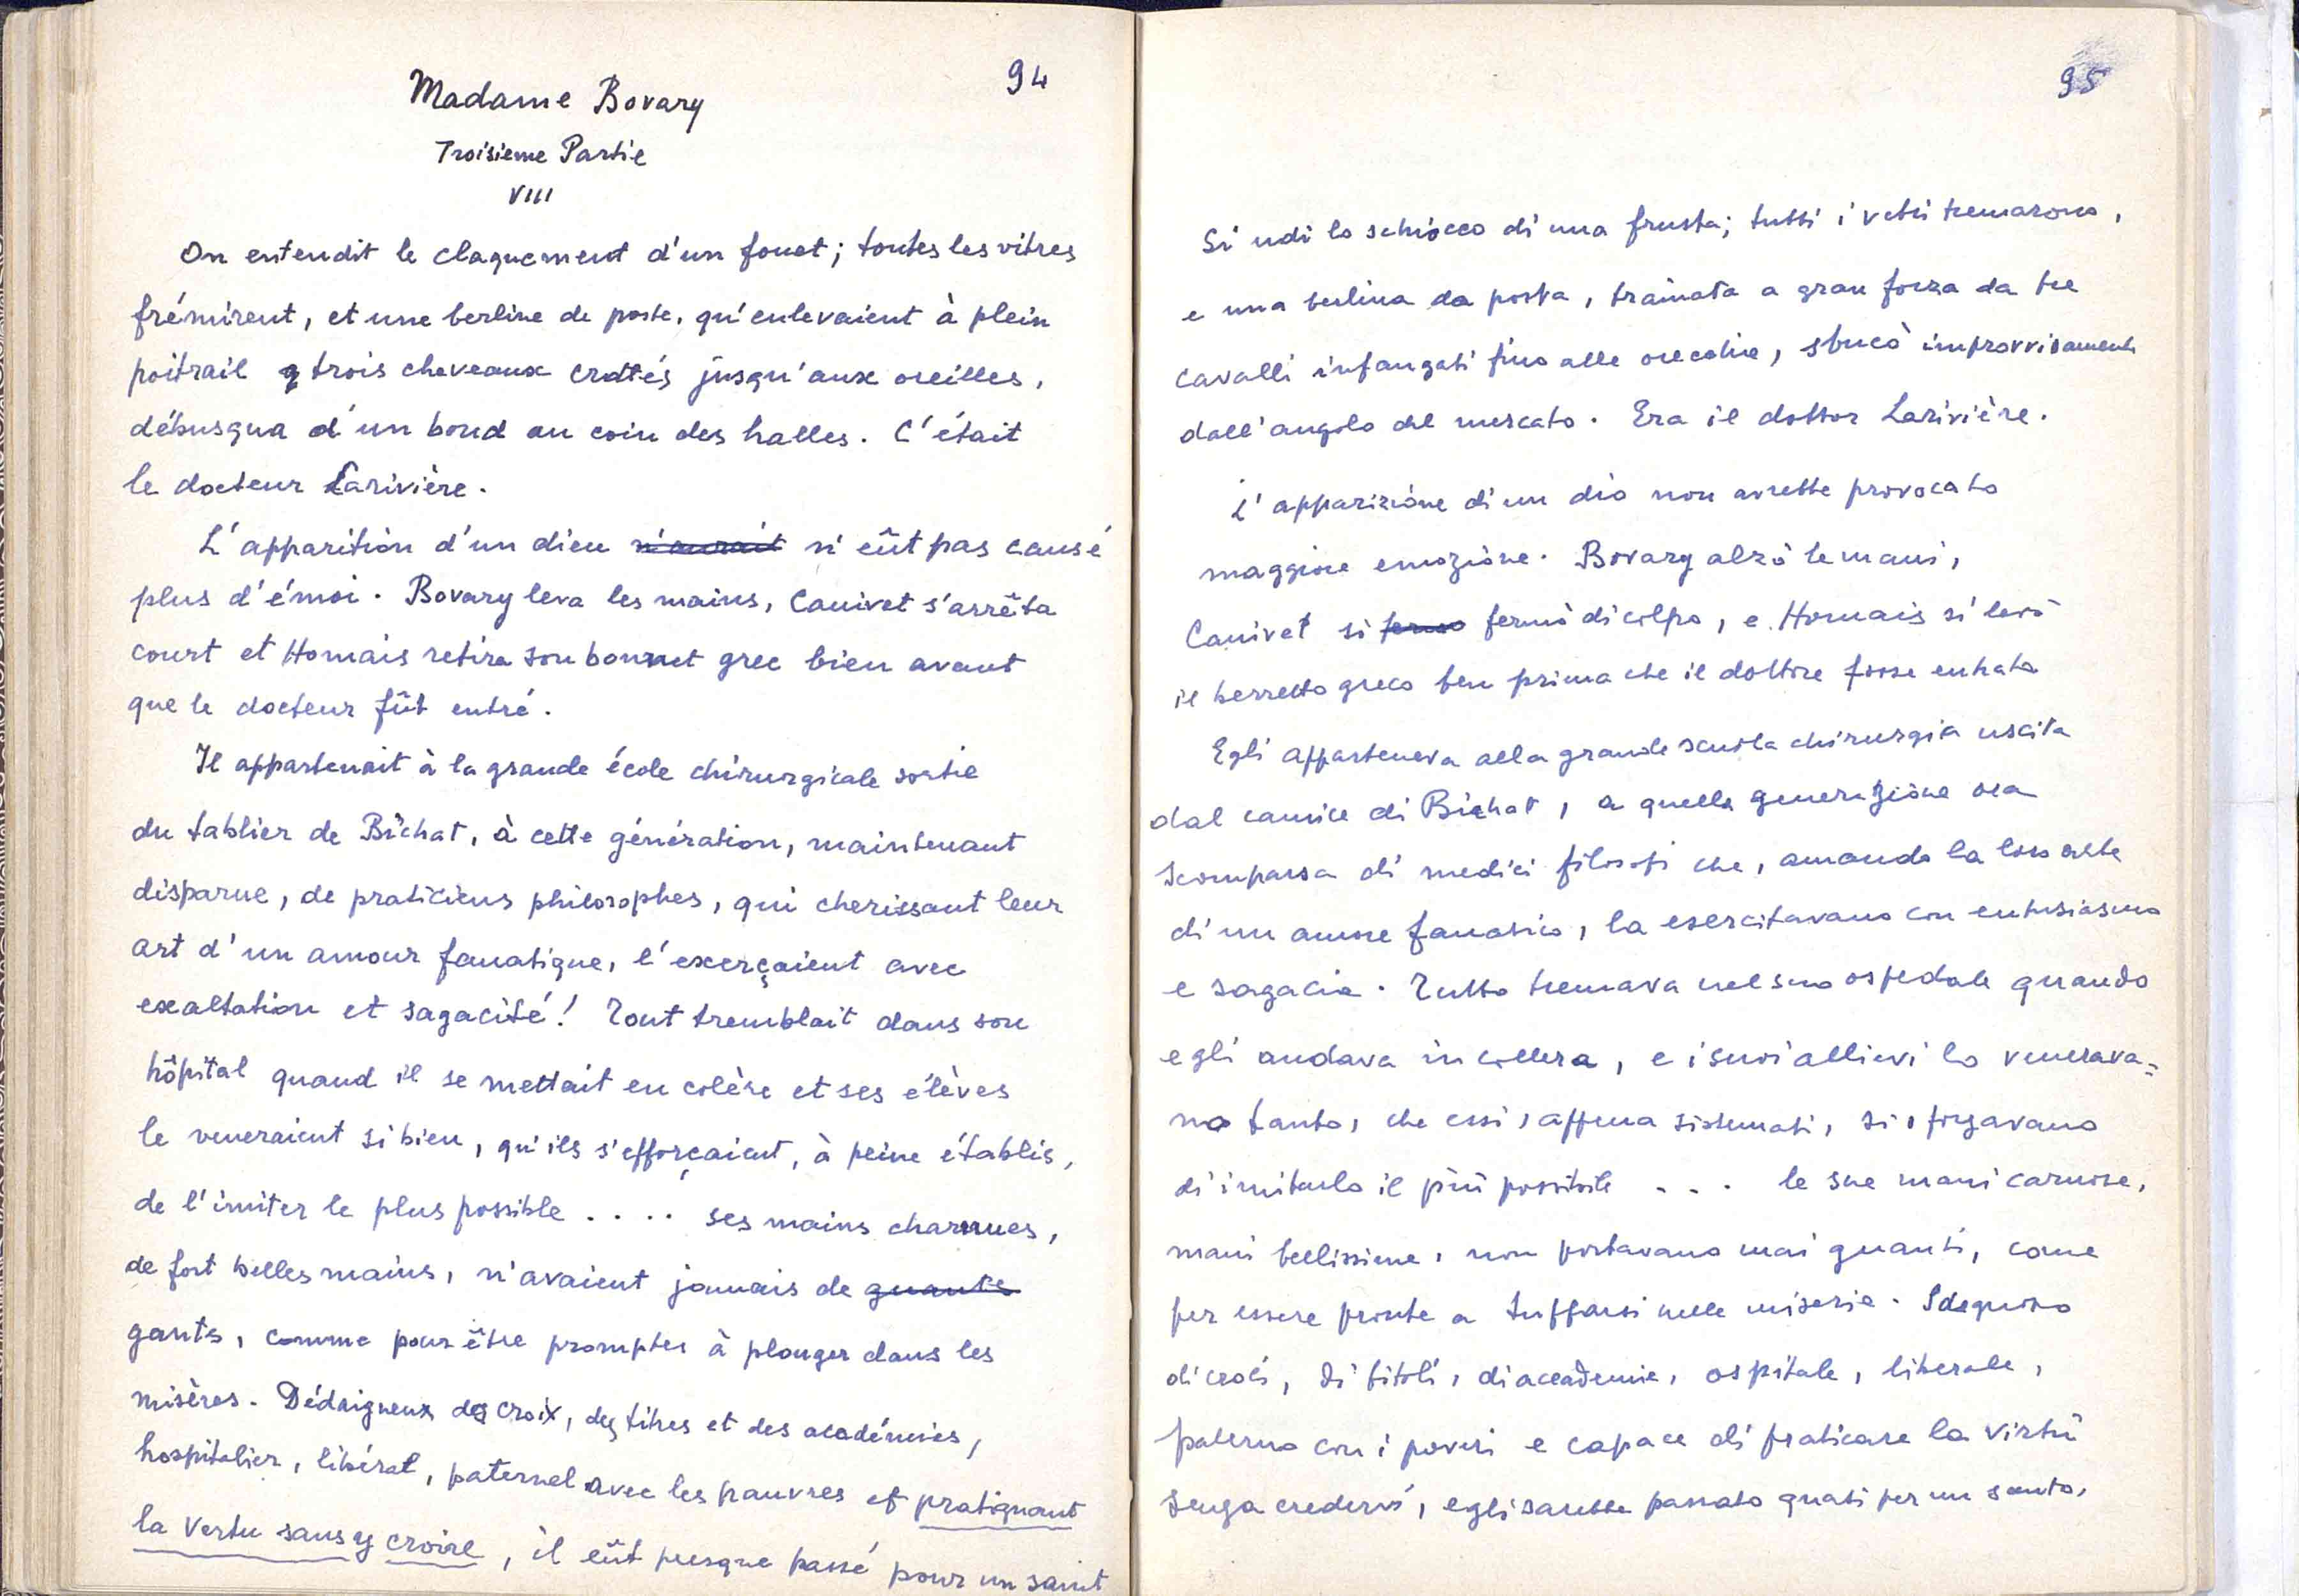 94
Madame Bovary
Troisieme Partie
VIII
On entendit le claquement d'un fouet; toutes les vitres
frémirent, et une berline de poste, qu'enlevaient à plein
poitrail trois cheveaux crottés jusqu'aux oreilles,
débusqua d'un bond au coin des halles. C'était
le docteur Larivière.
L'apparition d'un dieu n'aurait n'eût pas causé
plus d'émoi. Bovary leva les mains, Canivet s'arrêta
court et Homais retira son bonnet grec bien avant
que le docteur fût entré.
Il appartenait à la grande école chirurgicale sortie
du tablier de Bichat, à cette génération, maintenant
disparue, de praticiens philosophes, qui cherissant leur
art d'un amour fanatique, l'exerçaient avec
exaltation et sagacité! Tout tremblait dans son
hôpital quand il se mettait en colère et ses élèves
le veneraient si bien, qu'ils s'efforçaient, à peine établis,
de l'imiter le plus possible .... ses mains charnues,
de fort belles mains, n'avaient jamais de guants
gants, comme pour être promptes à plonger dans les
misères. Dédaigneux des croix, des titres et des académies,
hospitalier, libéral, paternel avec les pauvres et pratiquant
la vertu sans y croire, il eût presque passé pour un saint
95
Si udì lo schiocco di una frusta; tutti i vetri tremarono,
e una berlina da posta, trainata a gran forza da tre
cavalli infangati fino alle orecchie, sbucò improvvisamente
dall'angolo del mercato. Era il dottor Larivière.
L'apparizione di un dio non avrebbe provocato
maggiore emozione. Bovary alzò le mani,
Canivet si fermò di colpo, e Homais si levò
il berretto greco ben prima che il dottore fosse entrato
Egli apparteneva alla grande scuola chirurgia uscita
dal camice di Bichat, a quella generazione ora
scomparsa di medici filosofi che, amando la loro arte
di un amore fanatico, la esercitavano con entusiasmo
e sagacia. Tutto tremava nel suo ospedale quando
egli andava in collera, e i suoi allievi lo venerava=
no tanto, che essi, appena sistemati, si sforzavano
di imitarlo il più possibile ... le sue mani carnose,
mani bellissime, non portavano mai guanti, come
per essere pronte a tuffarsi nelle miserie. Sdegnoso
di croci, di titoli, di accademie, ospitale, liberale,
paterno con i poveri e capace di praticare la virtù
senza credervi, egli sarebbe passato quasi per un santo,